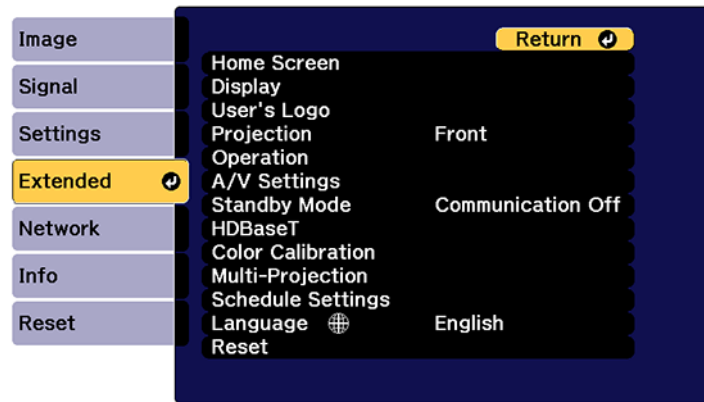 Image
Signal
Settings
Extended
Network
Info
Reset
Return
Home Screen
Display
User's Logo
Projection Front
Operation
A/V Settings
Standby Mode Communication Off
HDBaseT
Color Calibration
Multi-Projection
Schedule Settings
Language English
Reset